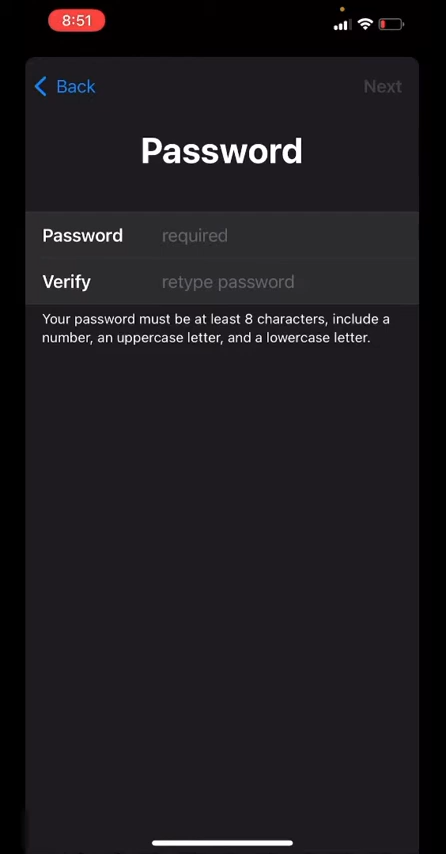 8:51
Back
Next
Password
Password required
Verify retype password
Your password must be at least 8 characters, include a
number, an uppercase letter, and a lowercase letter.